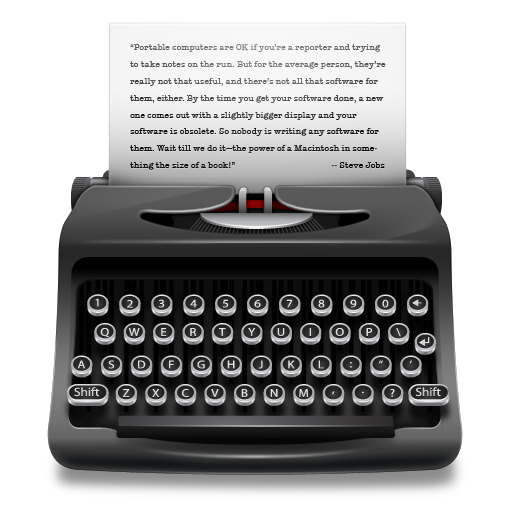 “Portable computers are OK if you’re a reporter and trying
to take notes on the run. But for the average person, they’re
really not that useful, and there’s not all that software for
them, either. By the time you get your software done, a new
one comes out with a slightly bigger display and your
software is obsolete. So nobody is writing any software for
them. Wait till we do it—the power of a Macintosh in some-
thing the size of a book!” -- Steve Jobs
1 2 3 4 5 6 7 8 9 0 ←
Q W E R T Y U I O P \ ↵
A S D F G H J K L : “ ‘
Shift Z X C V B N M , . ? Shift